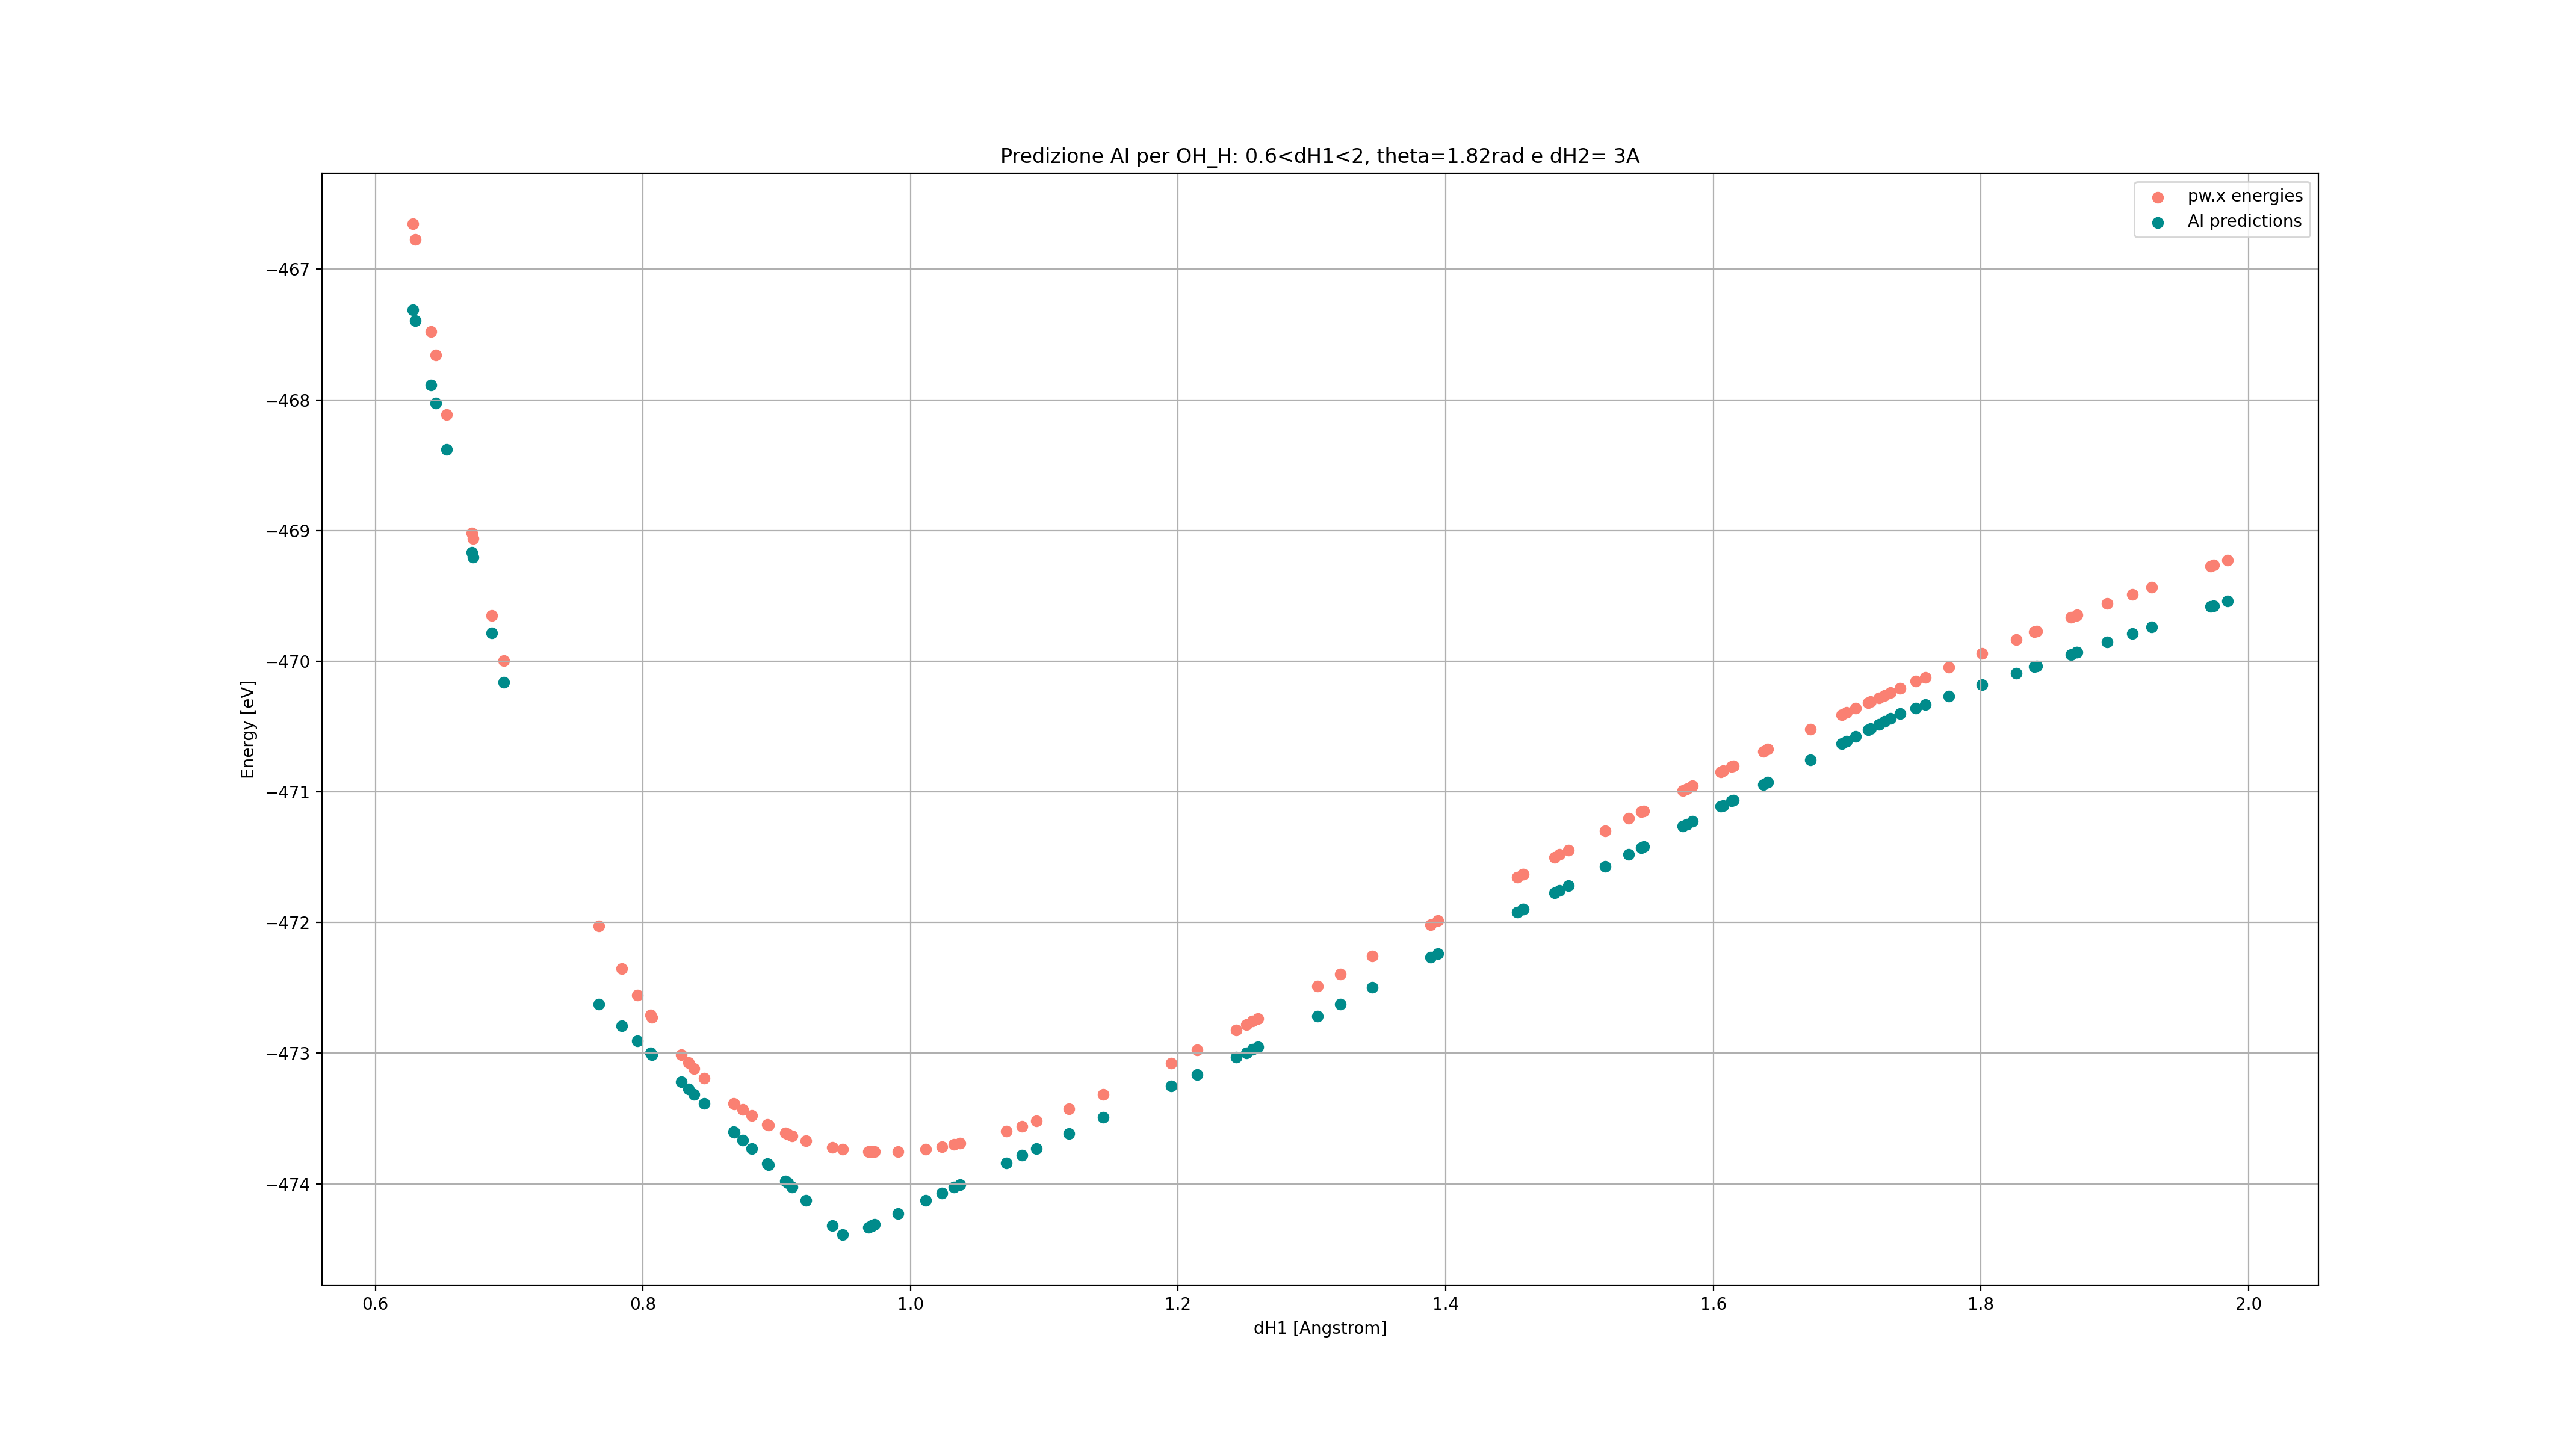 Predizione AI per OH_H: 0.6<dH1<2, theta=1.82rad e dH2= 3A
pw.x energies
AI predictions
−467
−468
−469
−470
−471
−472
−473
−474
Energy [eV]
0.6 0.8 1.0 1.2 1.4 1.6 1.8 2.0
dH1 [Angstrom]